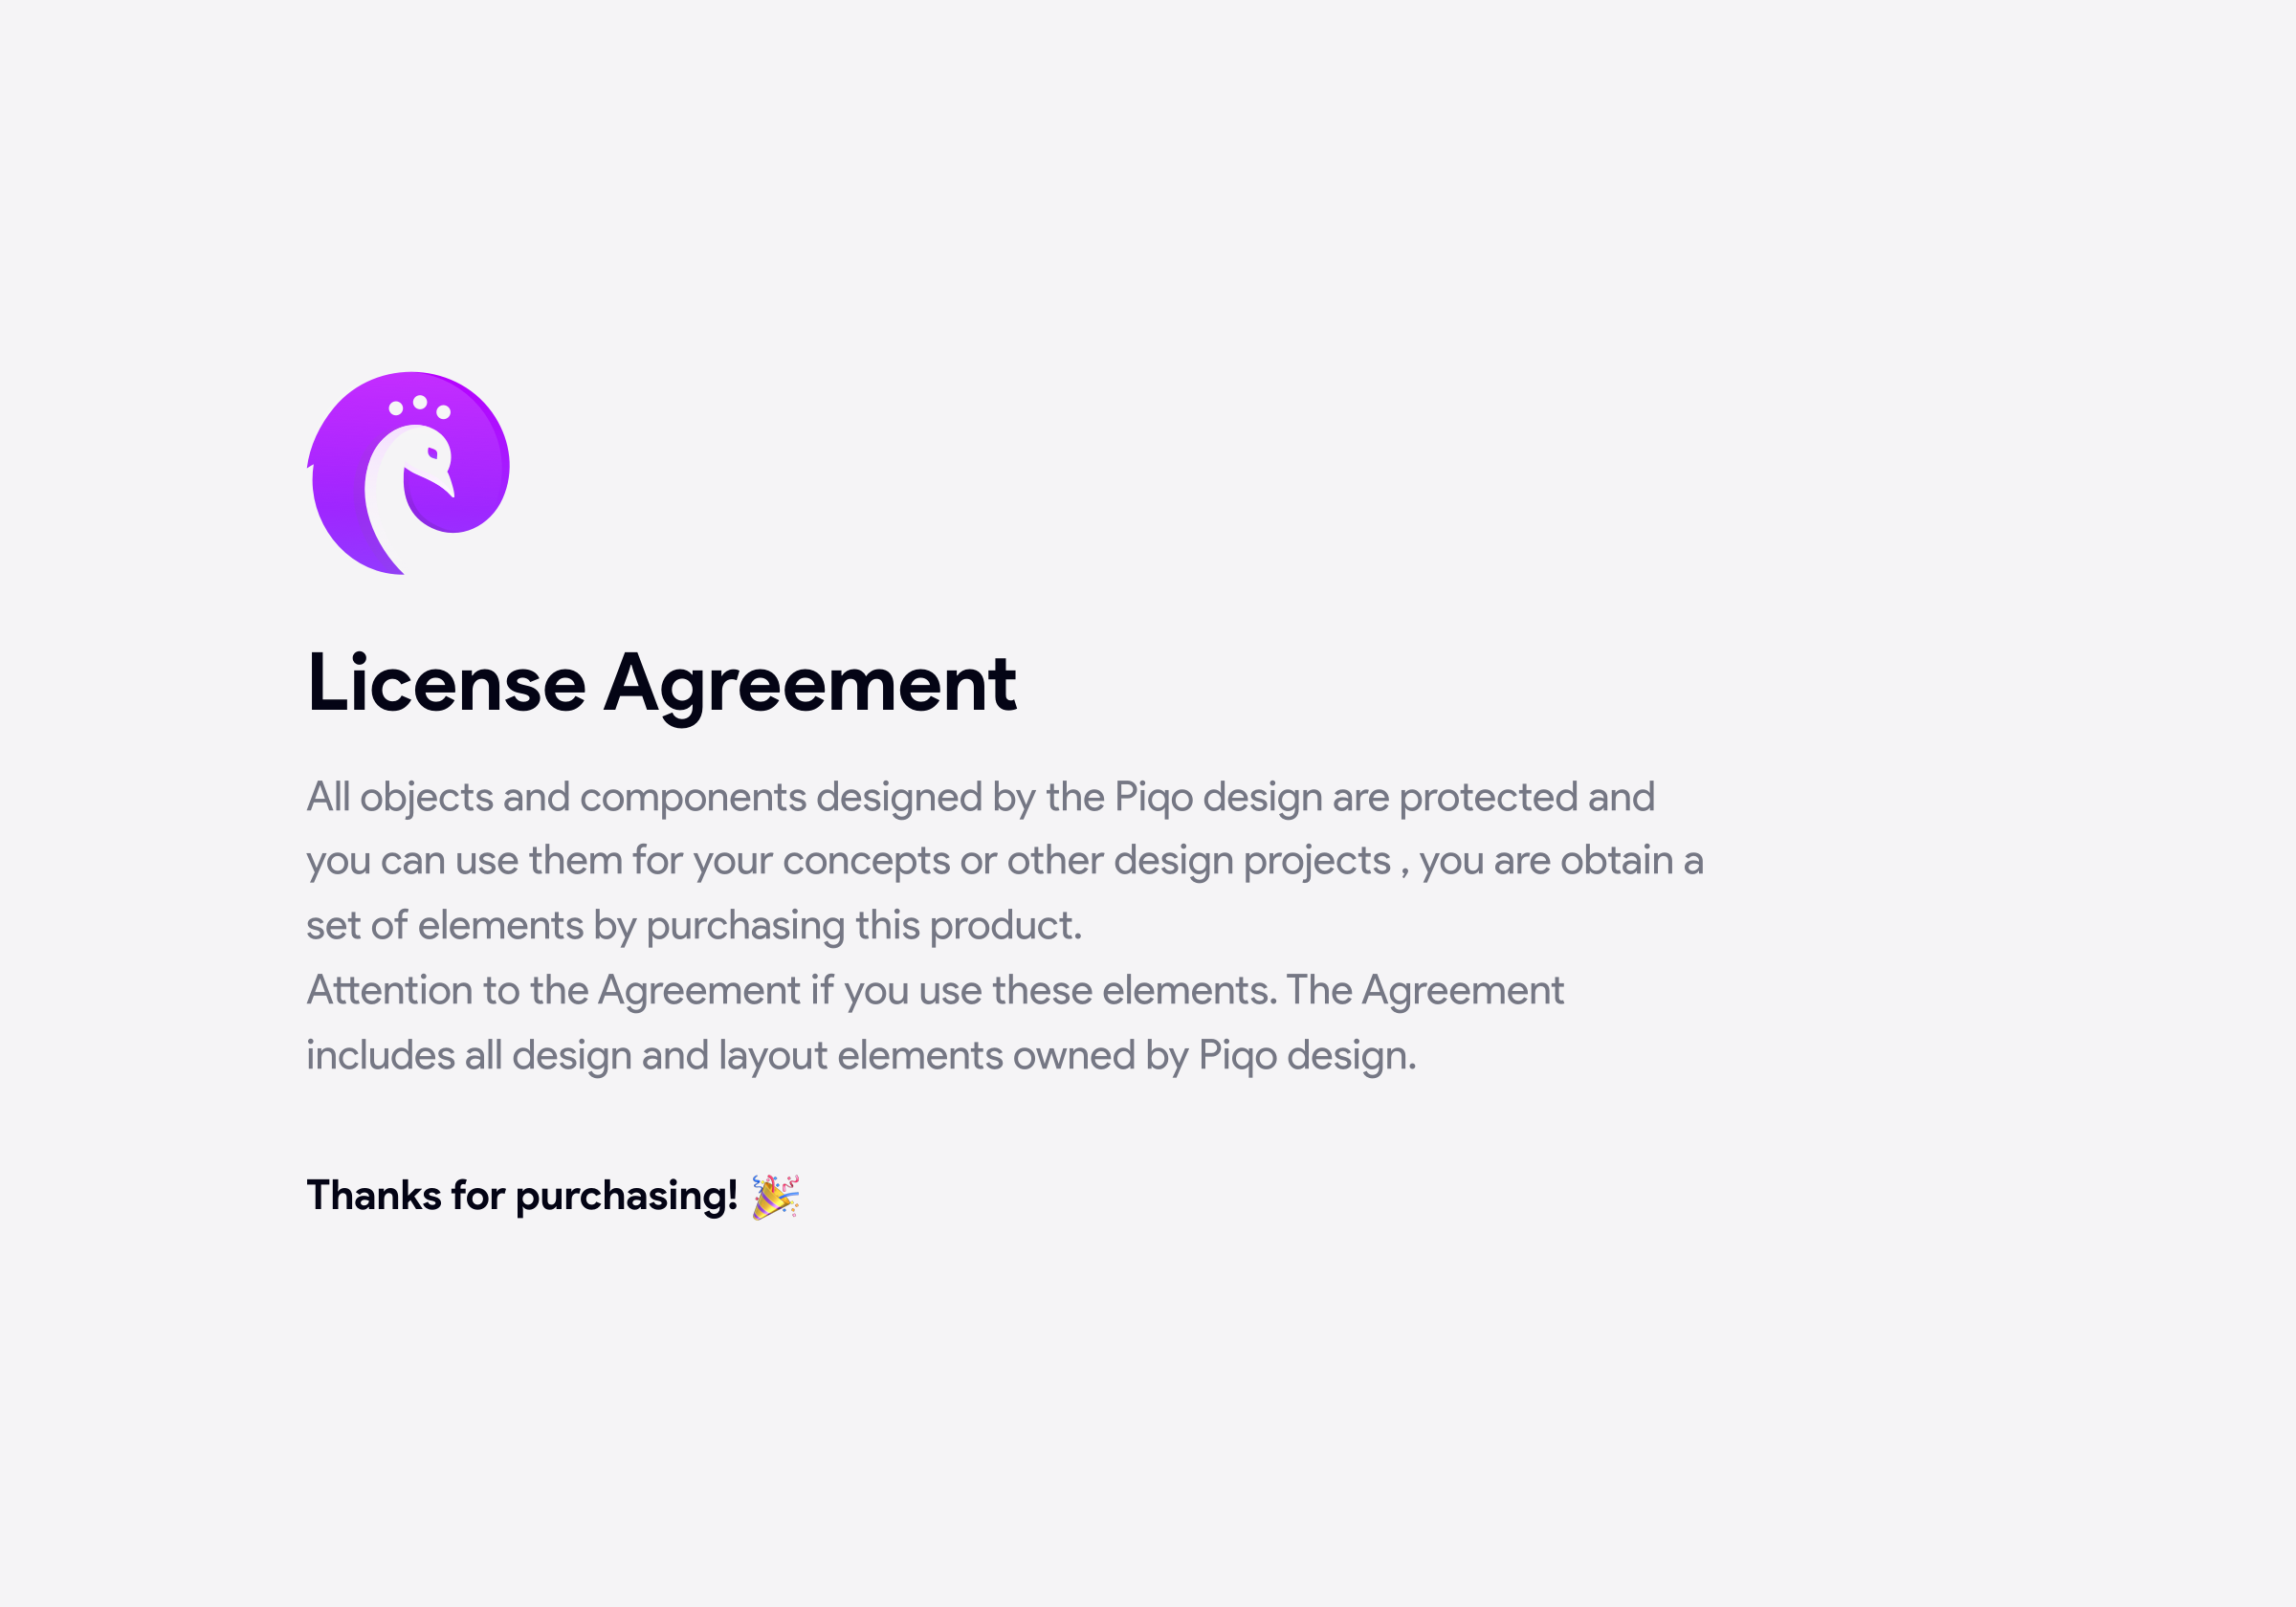 License Agreement
All objects and components designed by the Piqo design are protected and
you can use them for your concepts or other design projects , you are obtain a
set of elements by purchasing this product.
Attention to the Agreement if you use these elements. The Agreement
includes all design and layout elements owned by Piqo design.
Thanks for purchasing! 🎉